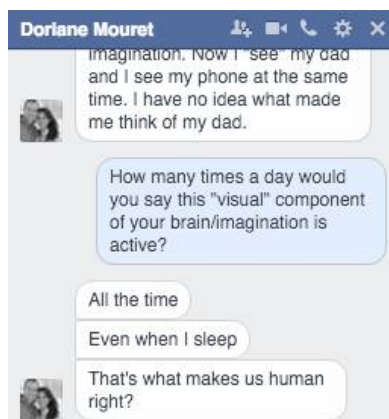 Doriane Mouret
imagination. Now I "see" my dad
and I see my phone at the same
time. I have no idea what made
me think of my dad.
How many times a day would
you say this "visual" component
of your brain/imagination is
active?
All the time
Even when I sleep
That's what makes us human
right?